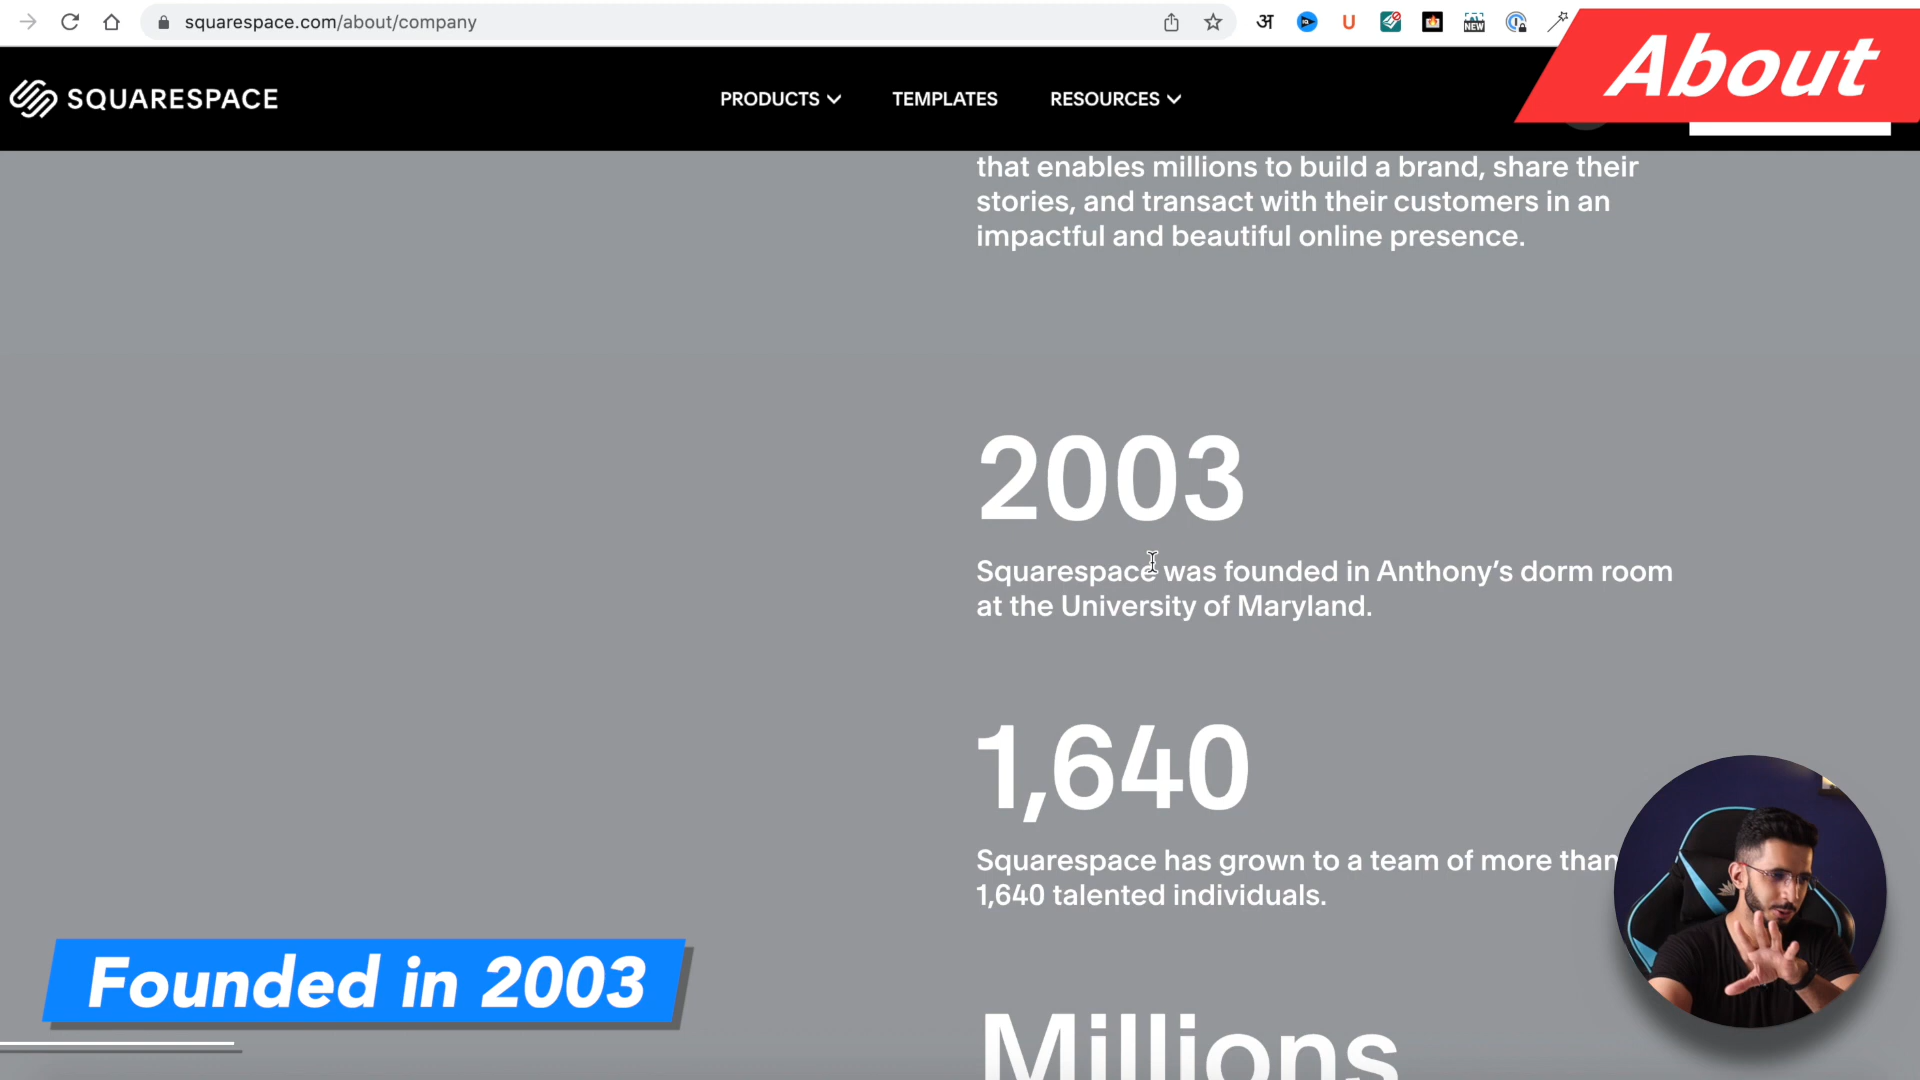 squarespace.com/about/company
अ
U
NEW
About
SQUARESPACE
PRODUCTS
TEMPLATES
RESOURCES
that enables millions to build a brand, share their
stories, and transact with their customers in an
impactful and beautiful online presence.
2003
Squarespace was founded in Anthony’s dorm room
at the University of Maryland.
1,640
Squarespace has grown to a team of more than
1,640 talented individuals.
Founded in 2003
Millions